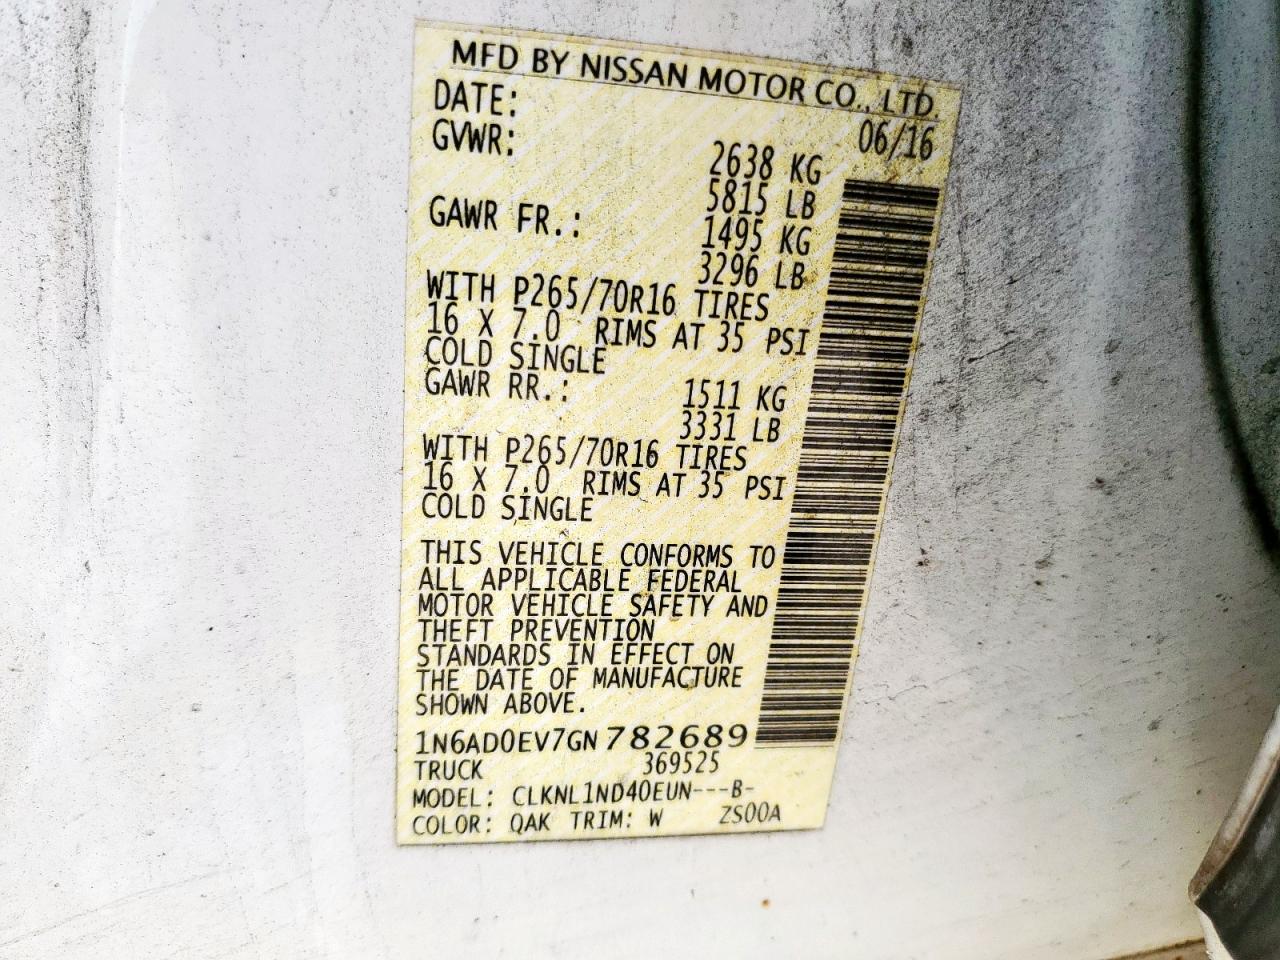 MFD BY NISSAN MOTOR CO., LTD.
DATE: 06/16
GVWR: 2638 KG
5815 LB
GAWR FR.: 1495 KG
3296 LB
WITH P265/70R16 TIRES
16 X 7.0 RIMS AT 35 PSI
COLD SINGLE
GAWR RR.: 1511 KG
3331 LB
WITH P265/70R16 TIRES
16 X 7.0 RIMS AT 35 PSI
COLD SINGLE
THIS VEHICLE CONFORMS TO
ALL APPLICABLE FEDERAL
MOTOR VEHICLE SAFETY AND
THEFT PREVENTION
STANDARDS IN EFFECT ON
THE DATE OF MANUFACTURE
SHOWN ABOVE.
1N6AD0EV7GN782689
TRUCK 369525
MODEL: CLKNL1ND40EUN---B-
COLOR: QAK TRIM: W ZS00A